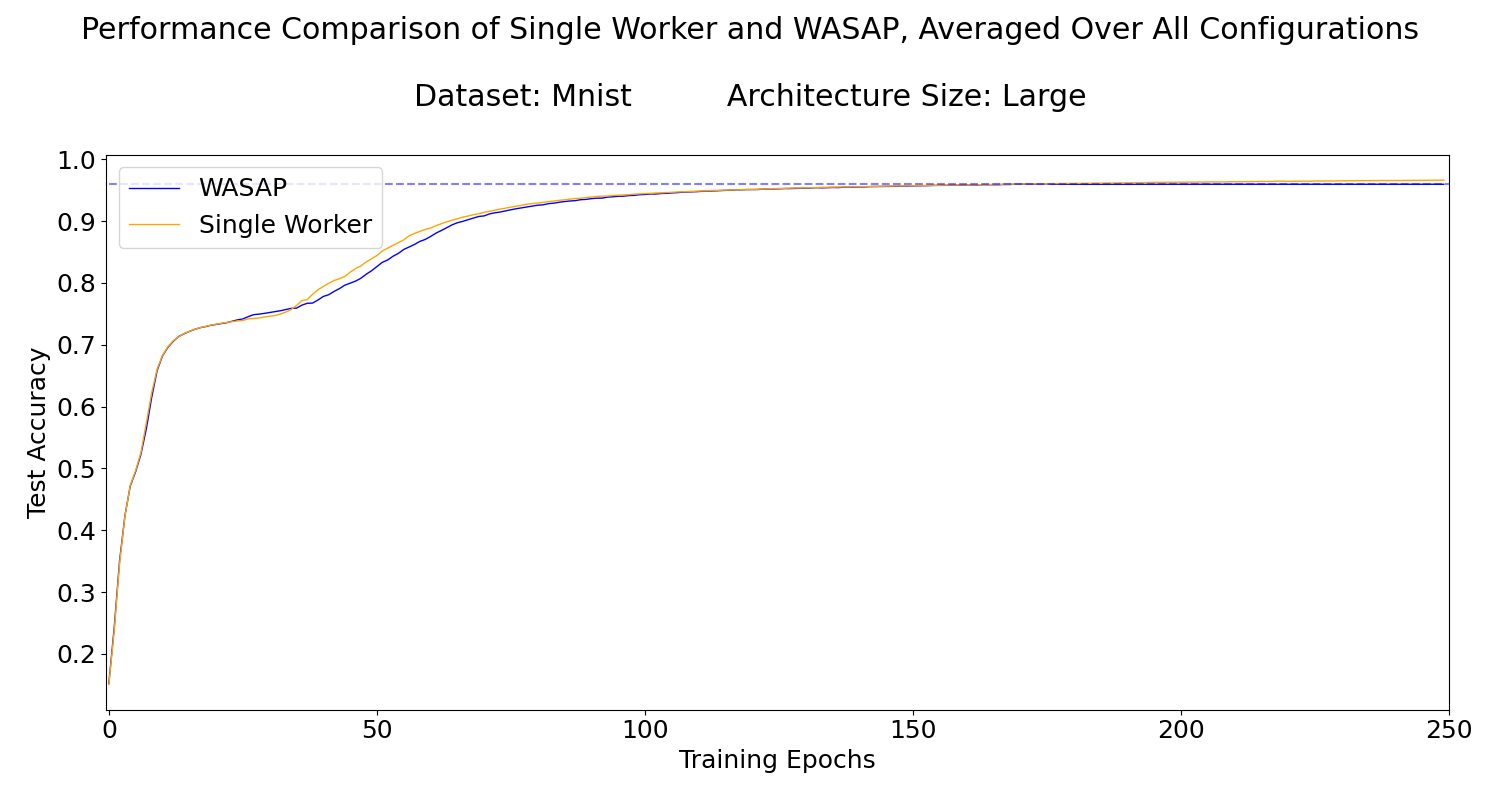 Performance Comparison of Single Worker and WASAP, Averaged Over All Configurations
Dataset: Mnist Architecture Size: Large
WASAP
Single Worker
1.0
0.9
0.8
0.7
0.6
0.5
0.4
0.3
0.2
Test Accuracy
0 50 100 150 200 250
Training Epochs